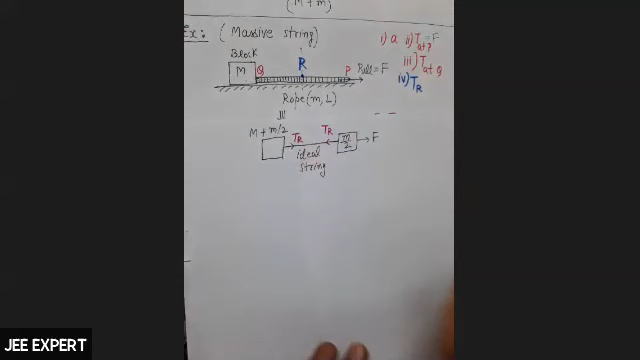 (M+m)
Ex: (Massive string)
i) a ii) T at P = F
Block
iii) T at Q
M Q R P Pull = F
iv) T_R
Rope (m, L)
M + m/2 T_R T_R m/2 F
ideal
string
JEE EXPERT